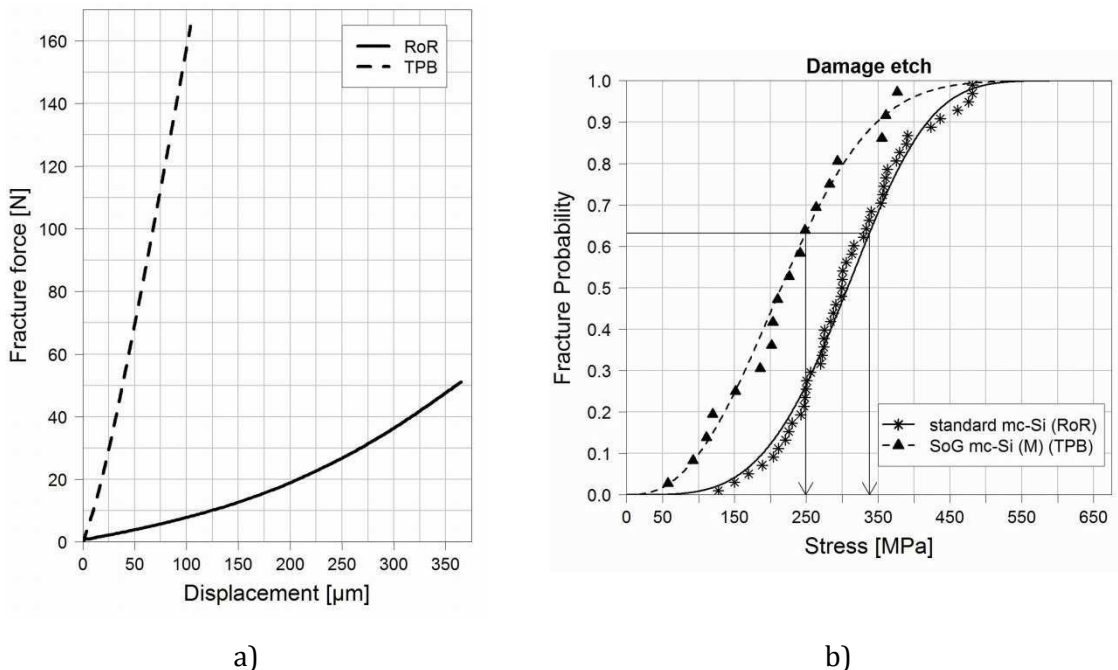 Fracture force [N]
160
140
120
100
80
60
40
20
0
RoR
TPB
0 50 100 150 200 250 300 350
Displacement [µm]
a)
Damage etch
Fracture Probability
1.0
0.9
0.8
0.7
0.6
0.5
0.4
0.3
0.2
0.1
0.0
standard mc-Si (RoR)
SoG mc-Si (M) (TPB)
0 50 150 250 350 450 550 650
Stress [MPa]
b)